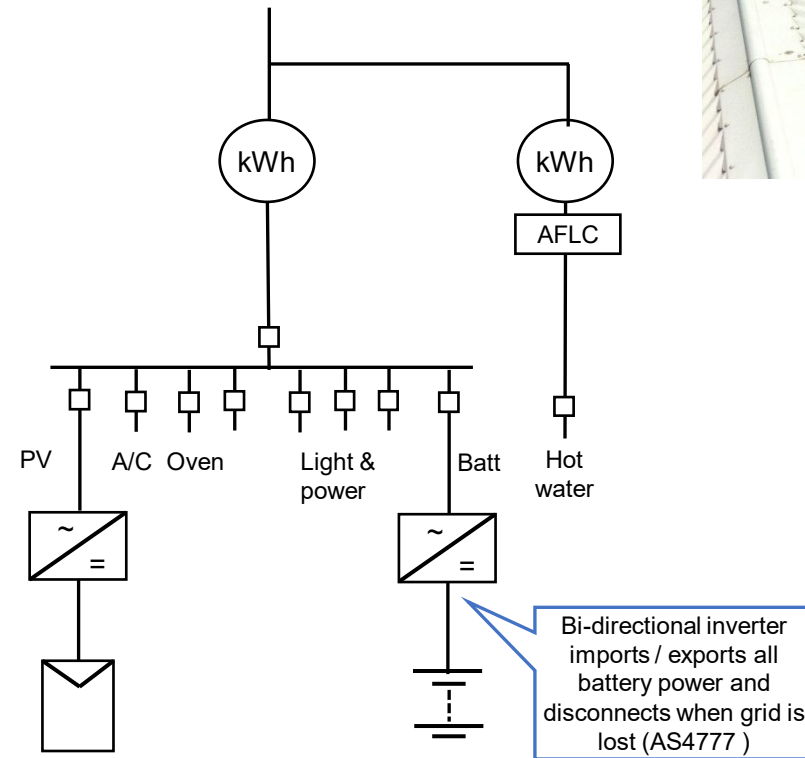 kWh
kWh
AFLC
PV
A/C
Oven
Light &
power
Batt
Hot
water
~
=
~
=
Bi-directional inverter
imports / exports all
battery power and
disconnects when grid is
lost (AS4777 )